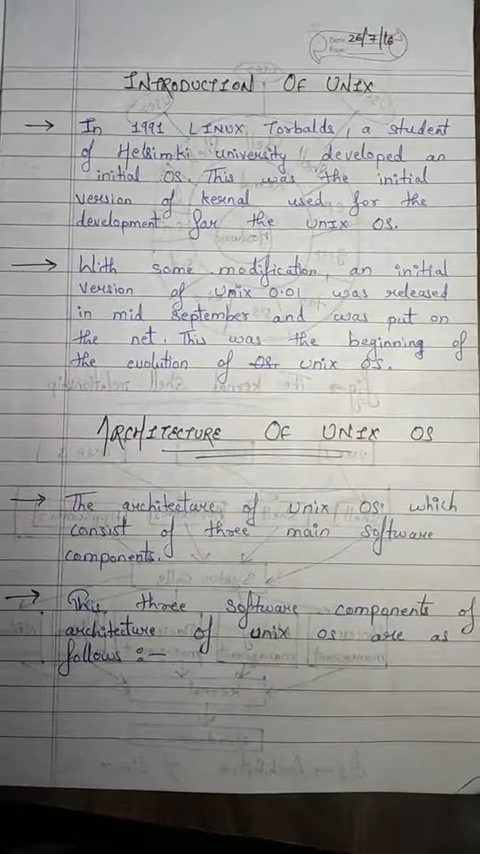 Date 26/7/16
Page
INTRODUCTION OF UNIX
→ In 1991 LINUX Torbalds, a student
of Helsimki university developed an
initial OS. This was the initial
version of kernal used for the
development for the UNIX OS.
→ With some modification, an initial
version of Unix 0.01 was released
in mid september and was put on
the net. This was the beginning of
the evolution of OS unix OS.
ARCHITECTURE OF UNIX OS
→ The architecture of unix OS which
consist of three main software
components.
→ This three software components of
architecture of unix OS are as
follows :-